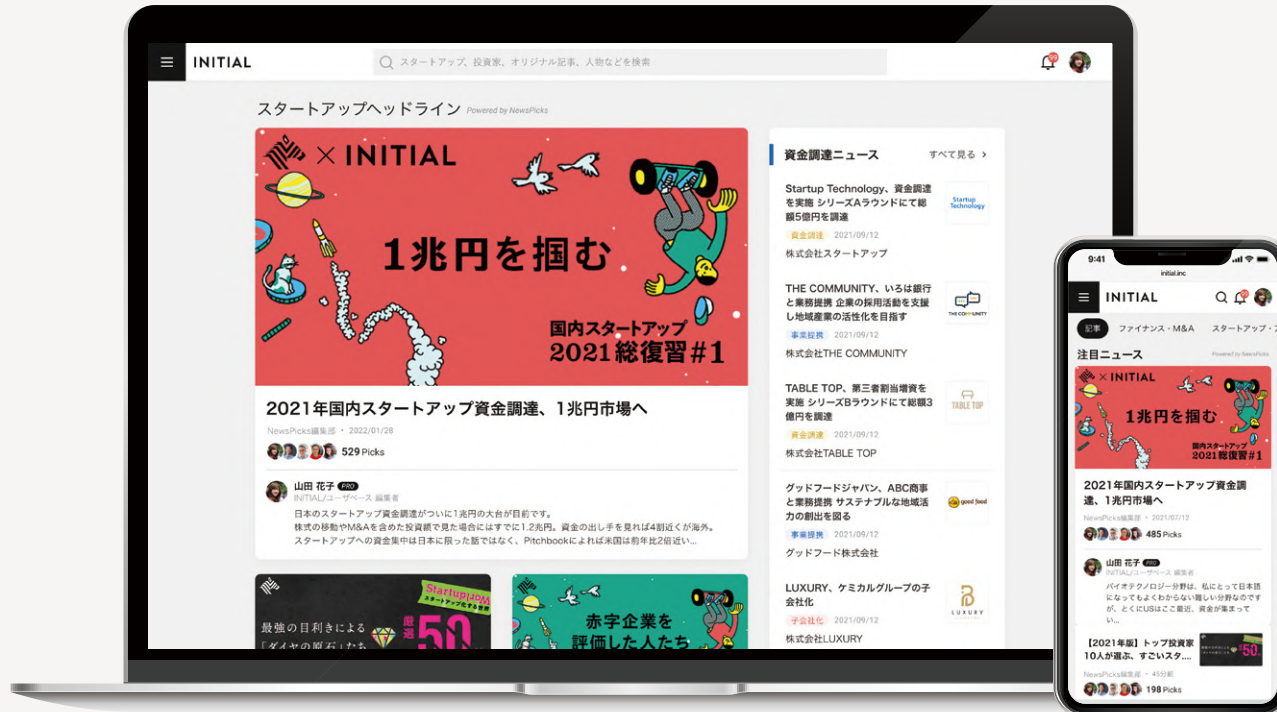 INITIAL
スタートアップ、投資家、オリジナル記事、人物などを検索
スタートアップヘッドライン Powered by NewsPicks
× INITIAL
1兆円を掴む
国内スタートアップ
2021総復習#1
2021年国内スタートアップ資金調達、1兆円市場へ
NewsPicks編集部 ・ 2022/01/28
529 Picks
山田 花子 PRO
INITIAL/ユーザベース 編集者
日本のスタートアップ資金調達がついに1兆円の大台が目前です。
株式の移動やM&Aを含めた投資額で見た場合にはすでに1.2兆円。資金の出し手を見れば4割近くが海外。
スタートアップへの資金集中は日本に限った話ではなく、Pitchbookによれば米国は前年比2倍近い...
最強の目利きによる
「ダイヤの原石」たち
厳選
50
StartupWorld
スタートアップ化する世界
赤字企業を
評価した人たち
資金調達ニュース
すべて見る
Startup Technology、資金調達
を実施 シリーズAラウンドにて総
額5億円を調達
資金調達 2021/09/12
株式会社スタートアップ
Startup
Technology
THE COMMUNITY、いろは銀行
と業務提携 企業の採用活動を支援
し地域産業の活性化を目指す
事業提携 2021/09/12
株式会社THE COMMUNITY
THE COMMUNITY
TABLE TOP、第三者割当増資を
実施 シリーズBラウンドにて総額3
億円を調達
資金調達 2021/09/12
株式会社TABLE TOP
TABLE TOP
グッドフードジャパン、ABC商事
と業務提携 サステナブルな地域活
力の創出を図る
事業提携 2021/09/12
グッドフード株式会社
good food
LUXURY、ケミカルグループの子
会社化
子会社化 2021/09/12
株式会社LUXURY
LUXURY
9:41
initial.inc
INITIAL
記事 ファイナンス・M&A スタートアップ・
注目ニュース
Powered by NewsPicks
× INITIAL
1兆円を掴む
国内スタートアップ
2021総復習#1
2021年国内スタートアップ資金調
達、1兆円市場へ
NewsPicks編集部 ・ 2021/07/12
485 Picks
山田 花子 PRO
INITIAL/ユーザベース 編集者
バイオテクノロジー分野は、私にとって日本語
になってもよくわからない難しい分野なのです
が、とくにUSはここ最近、資金が集まって
い...
【2021年版】トップ投資家
10人が選ぶ、すごいスタ....
50
NewsPicks編集部 ・ 45分前
198 Picks